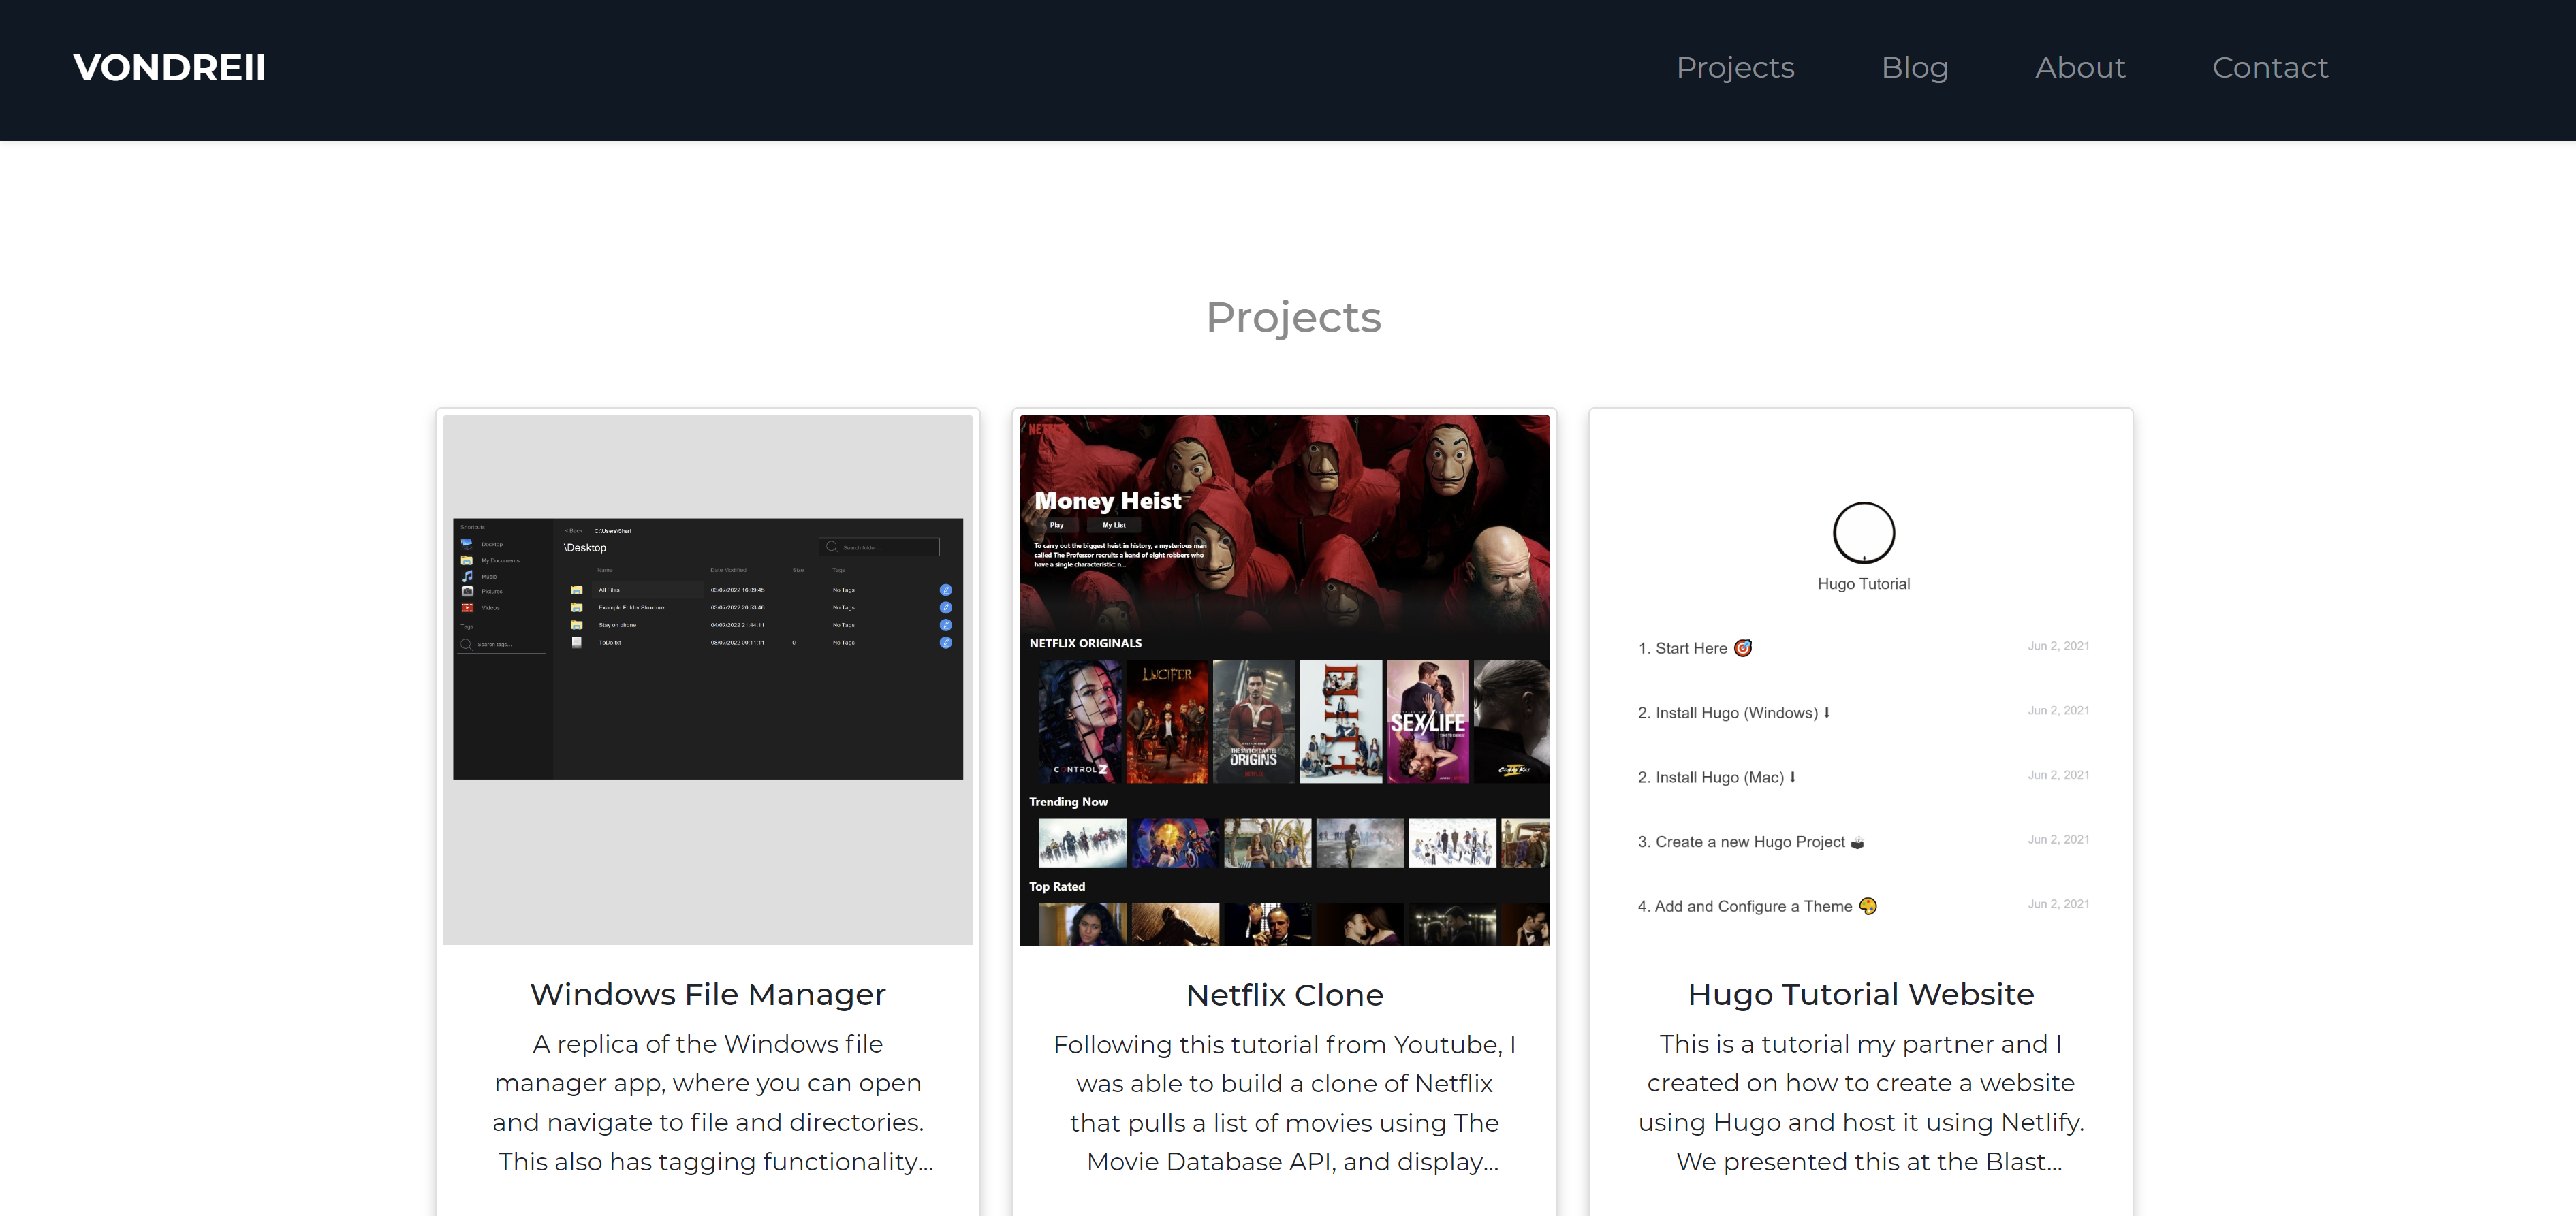 VONDREII
Projects Blog About Contact
Projects
Shortcuts
Desktop
My Documents
Music
Pictures
Videos
Tags
Search tags...
< Back C:\Users\Shari
\Desktop
Search folder...
Name Date Modified Size Tags
All Files 03/07/2022 16:09:45 No Tags
Example Folder Structure 03/07/2022 20:53:46 No Tags
Stay on phone 04/07/2022 21:44:11 No Tags
ToDo.txt 08/07/2022 00:11:11 0 No Tags
Windows File Manager
A replica of the Windows file
manager app, where you can open
and navigate to file and directories.
This also has tagging functionality...
NETFLIX
Money Heist
Play My List
To carry out the biggest heist in history, a mysterious man
called The Professor recruits a band of eight robbers who
have a single characteristic: n...
NETFLIX ORIGINALS
CONTROL Z
LUCIFER
ORIGINS
SEX/LIFE
Trending Now
Top Rated
Netflix Clone
Following this tutorial from Youtube, I
was able to build a clone of Netflix
that pulls a list of movies using The
Movie Database API, and display...
Hugo Tutorial
1. Start Here Jun 2, 2021
2. Install Hugo (Windows) Jun 2, 2021
2. Install Hugo (Mac) Jun 2, 2021
3. Create a new Hugo Project Jun 2, 2021
4. Add and Configure a Theme Jun 2, 2021
Hugo Tutorial Website
This is a tutorial my partner and I
created on how to create a website
using Hugo and host it using Netlify.
We presented this at the Blast...